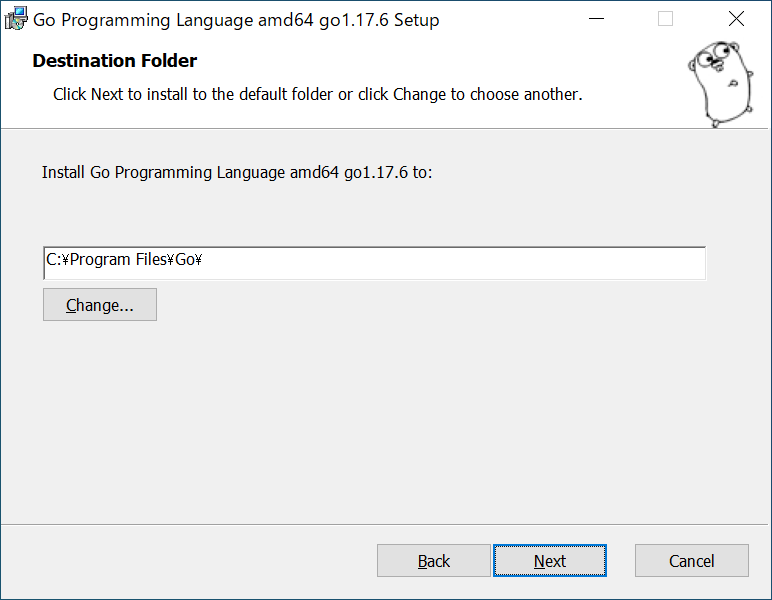 Go Programming Language amd64 go1.17.6 Setup
Destination Folder
Click Next to install to the default folder or click Change to choose another.
Install Go Programming Language amd64 go1.17.6 to:
C:¥Program Files¥Go¥
Change...
Back Next Cancel